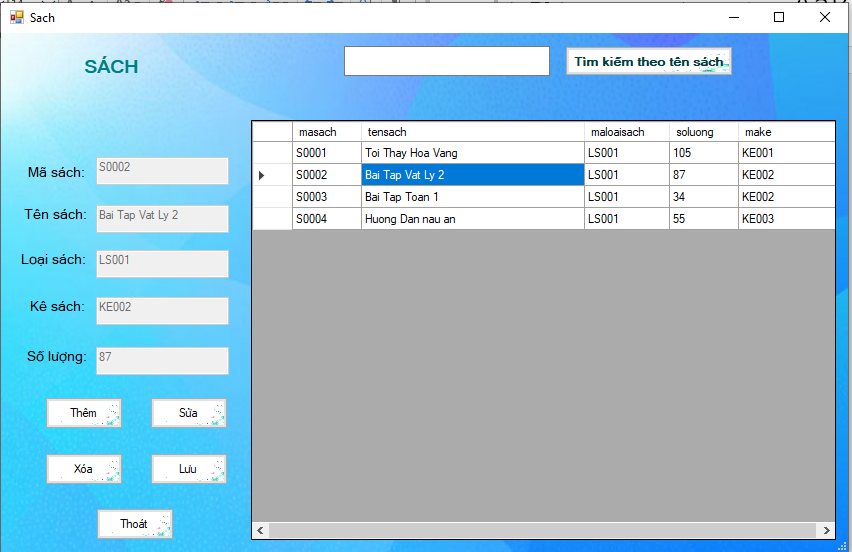 Sach
SÁCH
Tìm kiếm theo tên sách
Mã sách: S0002
Tên sách: Bai Tap Vat Ly 2
Loại sách: LS001
Kê sách: KE002
Số lượng: 87
Thêm Sửa
Xóa Lưu
Thoát
masach tensach maloaisach soluong make
S0001 Toi Thay Hoa Vang LS001 105 KE001
S0002 Bai Tap Vat Ly 2 LS001 87 KE002
S0003 Bai Tap Toan 1 LS001 34 KE002
S0004 Huong Dan nau an LS001 55 KE003